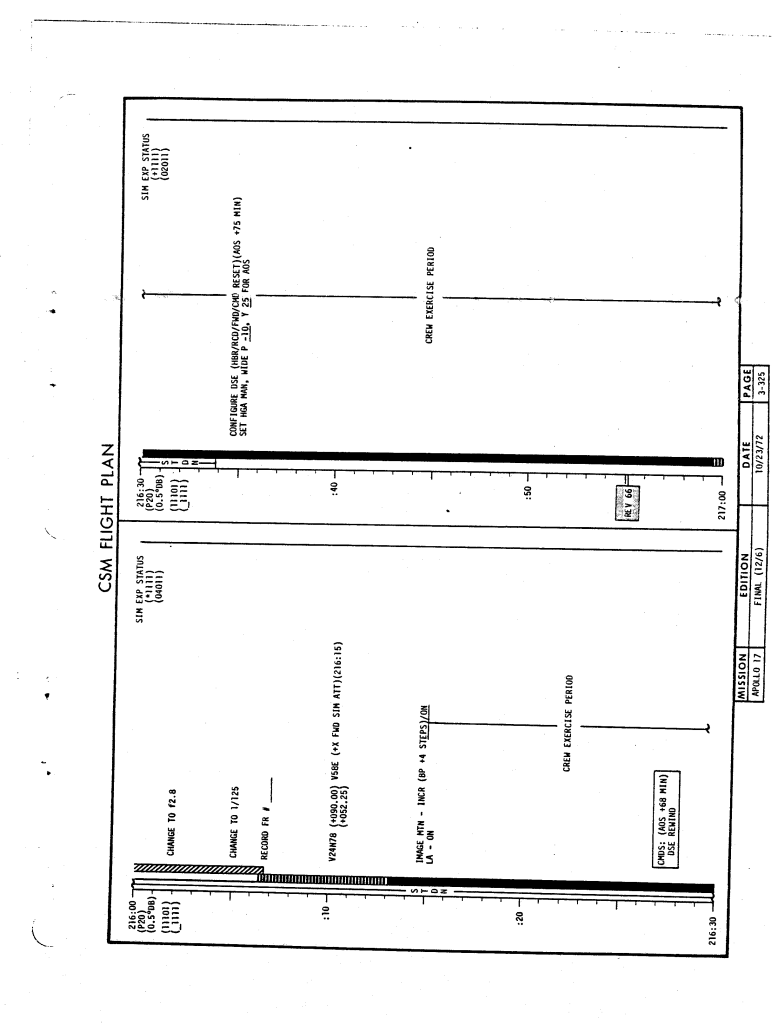 CSM FLIGHT PLAN
216:00
(P20)
(0.5°DB)
(11101)
(_1111)
SIM EXP STATUS
(*1111)
(04011)
CHANGE TO f2.8
CHANGE TO 1/125
RECORD FR # ____
:10
V24N78 (+090.00) V58E (+X FWD SIM ATT)(216:15)
(+052.25)
S T D N
IMAGE MTN - INCR (BP +4 STEPS)/ON
LA - ON
:20
CREW EXERCISE PERIOD
CMDS: (AOS +68 MIN)
DSE REWIND
216:30
216:30
(P20)
(0.5°DB)
(11101)
(_1111)
S T D N
SIM EXP STATUS
(+1111)
(02011)
CONFIGURE DSE (HBR/RCD/FWD/CMD RESET)(AOS +75 MIN)
SET HGA MAN, WIDE P -10, Y 25 FOR AOS
:40
CREW EXERCISE PERIOD
:50
REV 66
217:00
MISSION EDITION DATE PAGE
APOLLO 17 FINAL (12/6) 10/23/72 3-325